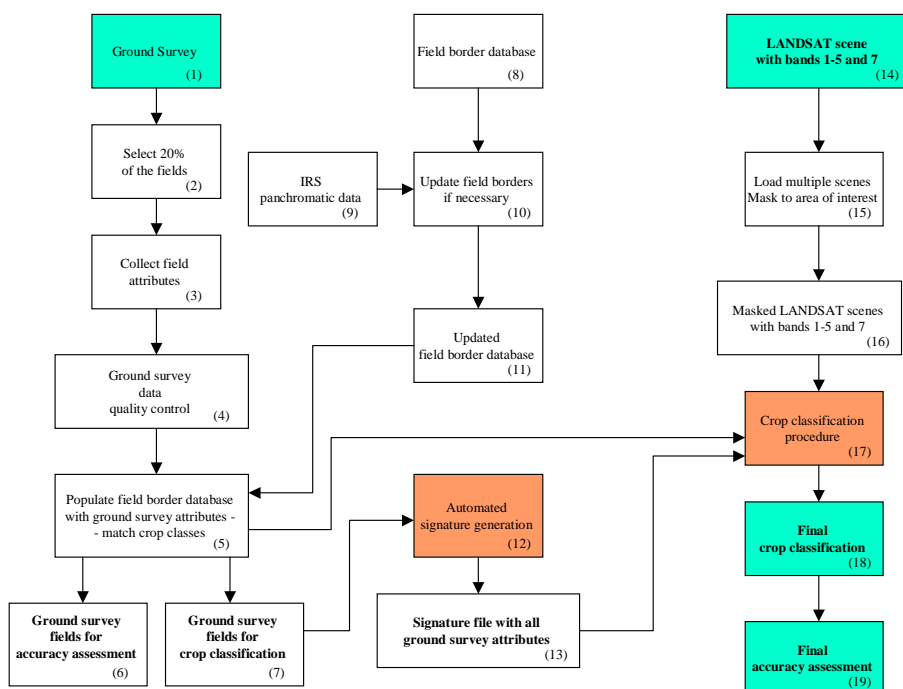 Ground Survey
(1)
Select 20%
of the fields
(2)
Collect field
attributes
(3)
Ground survey
data
quality control
(4)
Populate field border database
with ground survey attributes -
- match crop classes
(5)
Ground survey
fields for
accuracy assessment
(6)
Ground survey
fields for
crop classification
(7)
Field border database
(8)
IRS
panchromatic data
(9)
Update field borders
if necessary
(10)
Updated
field border database
(11)
Automated
signature generation
(12)
Signature file with all
ground survey attributes
(13)
LANDSAT scene
with bands 1-5 and 7
(14)
Load multiple scenes
Mask to area of interest
(15)
Masked LANDSAT scenes
with bands 1-5 and 7
(16)
Crop classification
procedure
(17)
Final
crop classification
(18)
Final
accuracy assessment
(19)